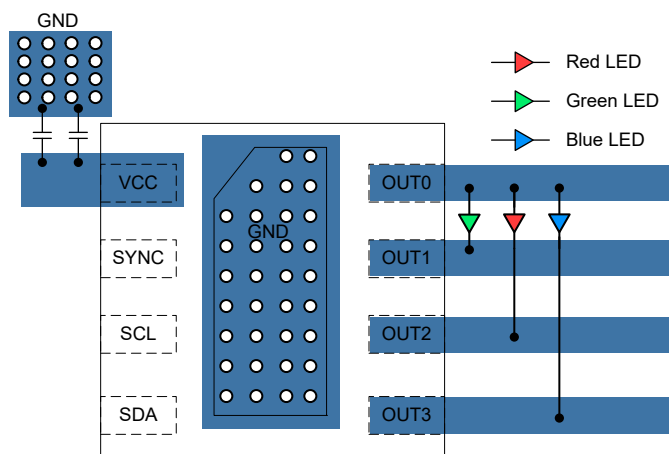 GND
Red LED
Green LED
Blue LED
VCC
GND
OUT0
SYNC
OUT1
SCL
OUT2
SDA
OUT3